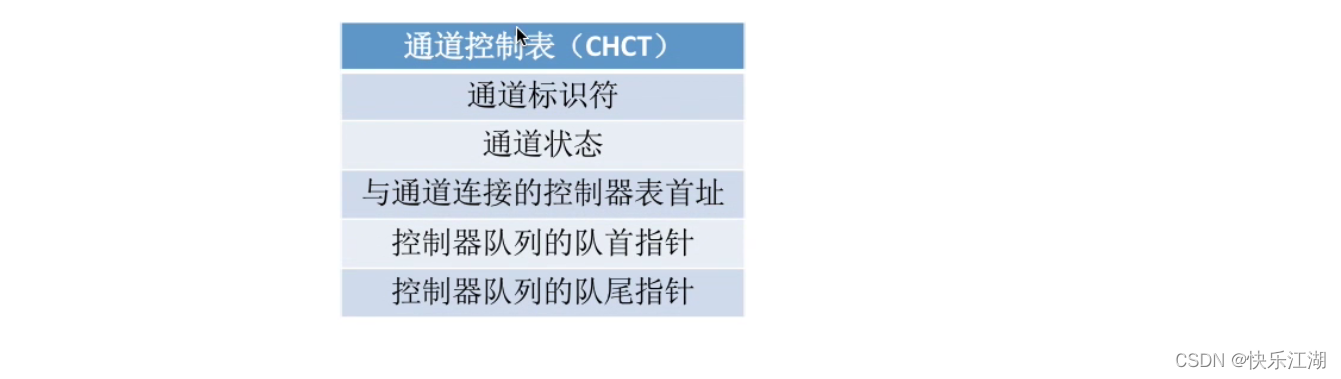 通道控制表（CHCT）
通道标识符
通道状态
与通道连接的控制器表首址
控制器队列的队首指针
控制器队列的队尾指针
CSDN @快乐江湖